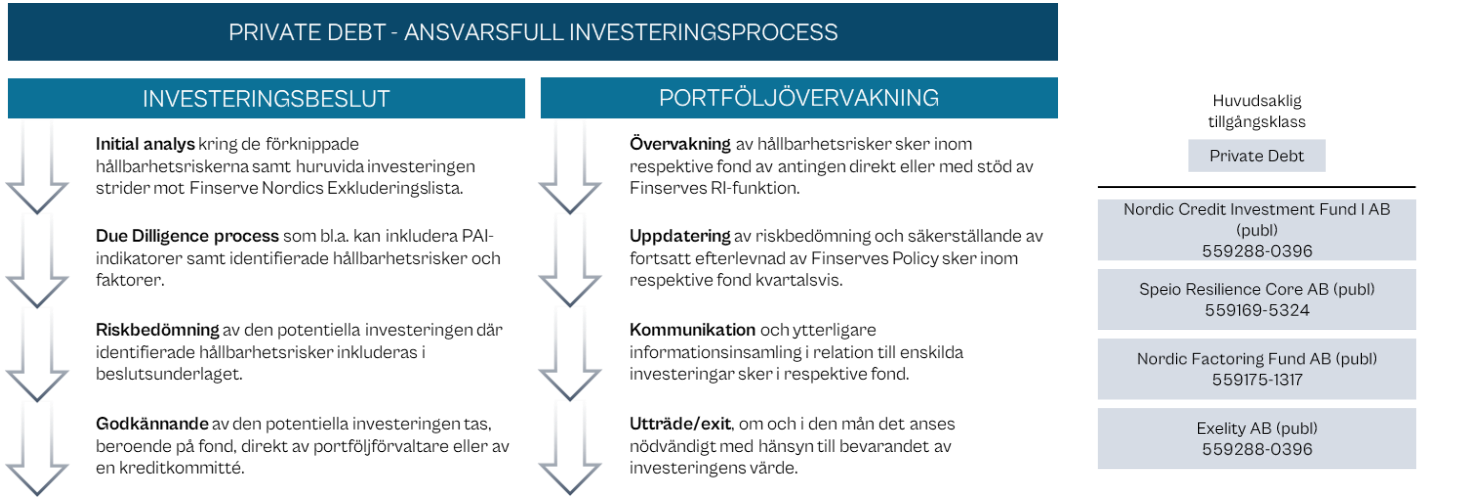 PRIVATE DEBT - ANSVARSFULL INVESTERINGSPROCESS
INVESTERINGSBESLUT
Initial analys kring de förknippade
hållbarhetsriskerna samt huruvida investeringen
strider mot Finserve Nordics Exkluderingslista.
Due Dilligence process som bl.a. kan inkludera PAI-
indikatorer samt identifierade hållbarhetsrisker och
faktorer.
Riskbedömning av den potentiella investeringen där
identifierade hållbarhetsrisker inkluderas i
beslutsunderlaget.
Godkännande av den potentiella investeringen tas,
beroende på fond, direkt av portföljförvaltare eller av
en kreditkommitté.
PORTFÖLJÖVERVAKNING
Övervakning av hållbarhetsrisker sker inom
respektive fond av antingen direkt eller med stöd av
Finserves RI-funktion.
Uppdatering av riskbedömning och säkerställande av
fortsatt efterlevnad av Finserves Policy sker inom
respektive fond kvartalsvis.
Kommunikation och ytterligare
informationsinsamling i relation till enskilda
investeringar sker i respektive fond.
Utträde/exit, om och i den mån det anses
nödvändigt med hänsyn till bevarandet av
investeringens värde.
Huvudsaklig
tillgångsklass
Private Debt
Nordic Credit Investment Fund I AB
(publ)
559288-0396
Speio Resilience Core AB (publ)
559169-5324
Nordic Factoring Fund AB (publ)
559175-1317
Exelity AB (publ)
559288-0396